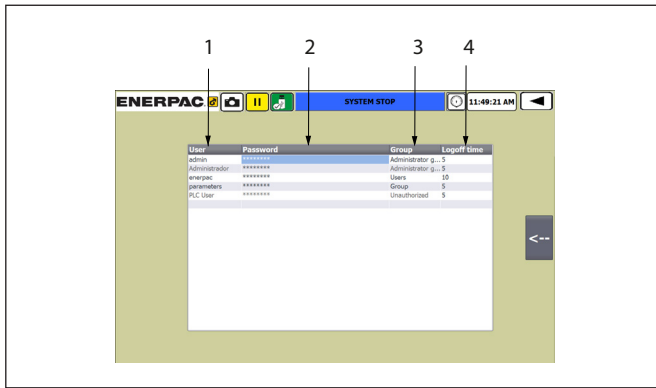 1 2 3 4
ENERPAC SYSTEM STOP 11:49:21 AM
User Password Group Logoff time
admin ******** Administrator g... 5
Administrador ******** Administrator g... 5
enerpac ******** Users 10
parameters ******** Group 5
PLC User ******** Unauthorized 5
<--